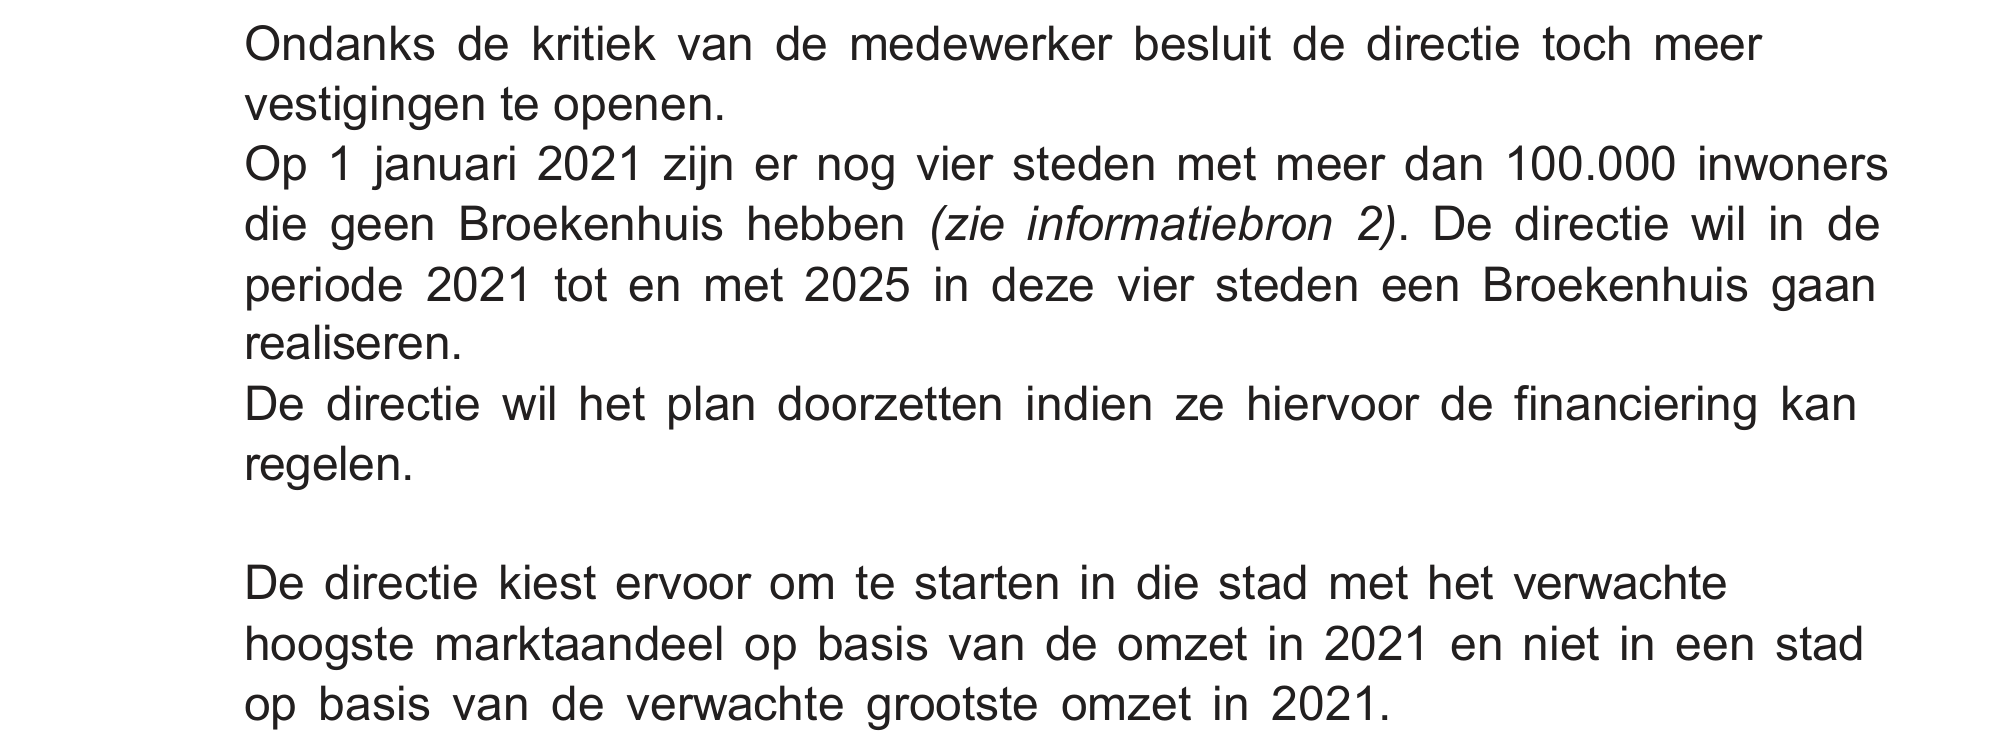 Ondanks de kritiek van de medewerker besluit de directie toch meer
vestigingen te openen.
Op 1 januari 2021 zijn er nog vier steden met meer dan 100.000 inwoners
die geen Broekenhuis hebben (zie informatiebron 2). De directie wil in de
periode 2021 tot en met 2025 in deze vier steden een Broekenhuis gaan
realiseren.
De directie wil het plan doorzetten indien ze hiervoor de financiering kan
regelen.
De directie kiest ervoor om te starten in die stad met het verwachte
hoogste marktaandeel op basis van de omzet in 2021 en niet in een stad
op basis van de verwachte grootste omzet in 2021.